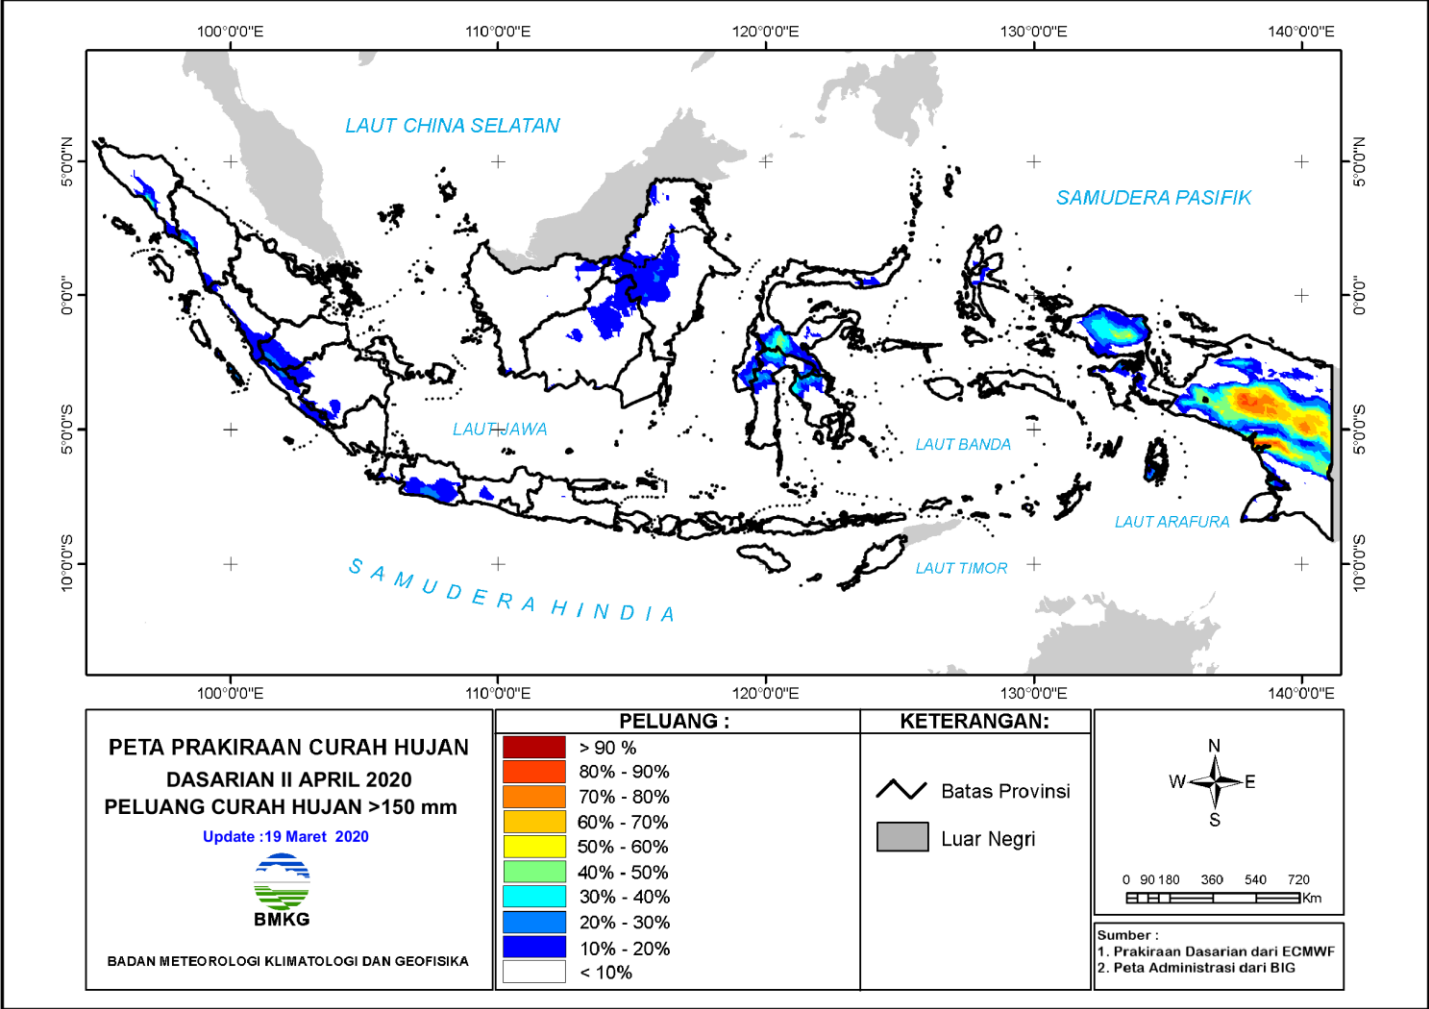 100°0'0"E 110°0'0"E 120°0'0"E 130°0'0"E 140°0'0"E
LAUT CHINA SELATAN
5°0'0"N 5°0'0"N
SAMUDERA PASIFIK
0°0'0" 0°0'0"
5°0'0"S 5°0'0"S
LAUT JAWA
LAUT BANDA
LAUT ARAFURA
10°0'0"S 10°0'0"S
LAUT TIMOR
SAMUDERA HINDIA
100°0'0"E 110°0'0"E 120°0'0"E 130°0'0"E 140°0'0"E
PETA PRAKIRAAN CURAH HUJAN
DASARIAN II APRIL 2020
PELUANG CURAH HUJAN >150 mm
Update :19 Maret 2020
BMKG
BADAN METEOROLOGI KLIMATOLOGI DAN GEOFISIKA
PELUANG :
> 90 %
80% - 90%
70% - 80%
60% - 70%
50% - 60%
40% - 50%
30% - 40%
20% - 30%
10% - 20%
< 10%
KETERANGAN:
Batas Provinsi
Luar Negri
N
W E
S
0 90 180 360 540 720
Km
Sumber :
1. Prakiraan Dasarian dari ECMWF
2. Peta Administrasi dari BIG